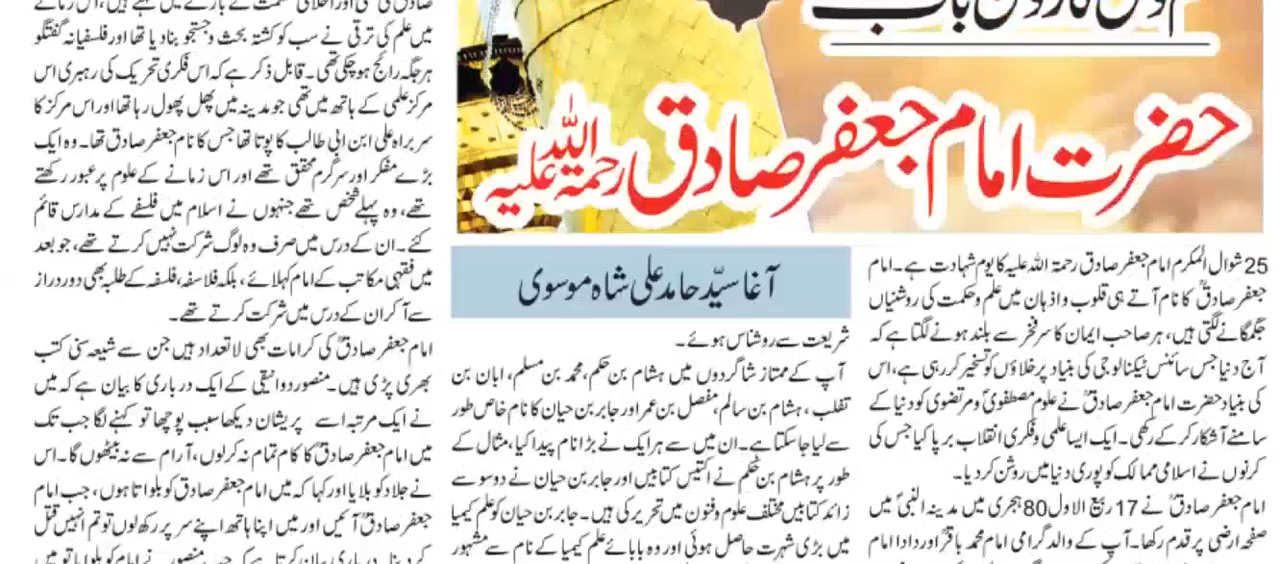 حضرت امام جعفر صادق رحمۃ اللہ علیہ
آغا سیّد حامد علی شاہ موسوی
25 شوال المکرم امام جعفر صادق رحمۃ اللہ علیہ کا یوم شہادت ہے۔ امام
جعفر صادقؒ کا نام آتے ہی قلوب واذہان میں علم و حکمت کی روشنیاں
جگمگانے لگتی ہیں، ہر صاحب ایمان کا سر فخر سے بلند ہونے لگتا ہے کہ
آج دنیا جس سائنس ٹیکنالوجی کی بنیاد پر خلاؤں کو تسخیر کر رہی ہے، اس
کی بنیاد حضرت امام جعفر صادقؒ نے علوم مصطفویؐ و مرتضوی کو دنیا کے
سامنے آشکار کر کے رکھی۔ ایک ایسا علمی و فکری انقلاب برپا کیا جس کی
کرنوں نے اسلامی ممالک کو پوری دنیا میں روشن کر دیا۔
امام جعفر صادقؒ نے 17 ربیع الاول 80 ہجری میں مدینہ النبیؐ میں
صفحہ ارضی پر قدم رکھا۔ آپ کے والد گرامی امام محمد باقرؒ اور دادا امام
شریعت سے روشناس ہوئے۔
آپ کے ممتاز شاگردوں میں ہشام بن حکم، محمد بن مسلم، ابان بن
تغلب، ہشام بن سالم، مفصل بن عمر اور جابر بن حیان کا نام خاص طور
سے لیا جا سکتا ہے۔ ان میں سے ہر ایک نے بڑا نام پیدا کیا، مثال کے
طور پر ہشام بن حکم نے اکتیس کتابیں اور جابر بن حیان نے دو سو سے
زائد کتابیں مختلف علوم و فنون میں تحریر کی ہیں۔ جابر بن حیان کو علم کیمیا
میں بڑی شہرت حاصل ہوئی اور وہ بابائے علم کیمیا کے نام سے مشہور
میں علم کی ترقی نے سب کو کشتہ بحث و جستجو بنا دیا تھا اور فلسفیانہ گفتگو
ہر جگہ رائج ہو چکی تھی۔ قابل ذکر ہے کہ اس فکری تحریک کی رہبری اس
مرکز علمی کے ہاتھ میں تھی جو مدینہ میں پھل پھول رہا تھا اور اس مرکز کا
سربراہ علی ابن ابی طالب کا پوتا تھا جس کا نام جعفر صادق تھا۔ وہ ایک
بڑے مفکر اور سرگرم محقق تھے اور اس زمانے کے علوم پر عبور رکھتے
تھے، وہ پہلے شخص تھے جنہوں نے اسلام میں فلسفے کے مدارس قائم
کئے۔ ان کے درس میں صرف وہ لوگ شرکت نہیں کرتے تھے، جو بعد
میں فقہی مکاتب کے امام کہلائے، بلکہ فلاسفہ، فلسفہ کے طلبہ بھی دور دراز
سے آ کر ان کے درس میں شرکت کرتے تھے۔
امام جعفر صادقؒ کی کرامات بھی لاتعداد ہیں جن سے شیعہ سنی کتب
بھری پڑی ہیں۔ منصور دوانیقی کے ایک درباری کا بیان ہے کہ میں
نے ایک مرتبہ اسے پریشان دیکھا سبب پوچھا تو کہنے لگا جب تک
میں امام جعفر صادقؒ کا کام تمام نہ کر لوں، آرام سے نہ بیٹھوں گا۔ اس
نے جلاد کو بلایا اور کہا کہ میں امام جعفر صادق کو بلواتا ہوں، جب امام
جعفر صادقؒ آئیں اور میں اپنا ہاتھ اپنے سر پر رکھ لوں تو تم انہیں قتل